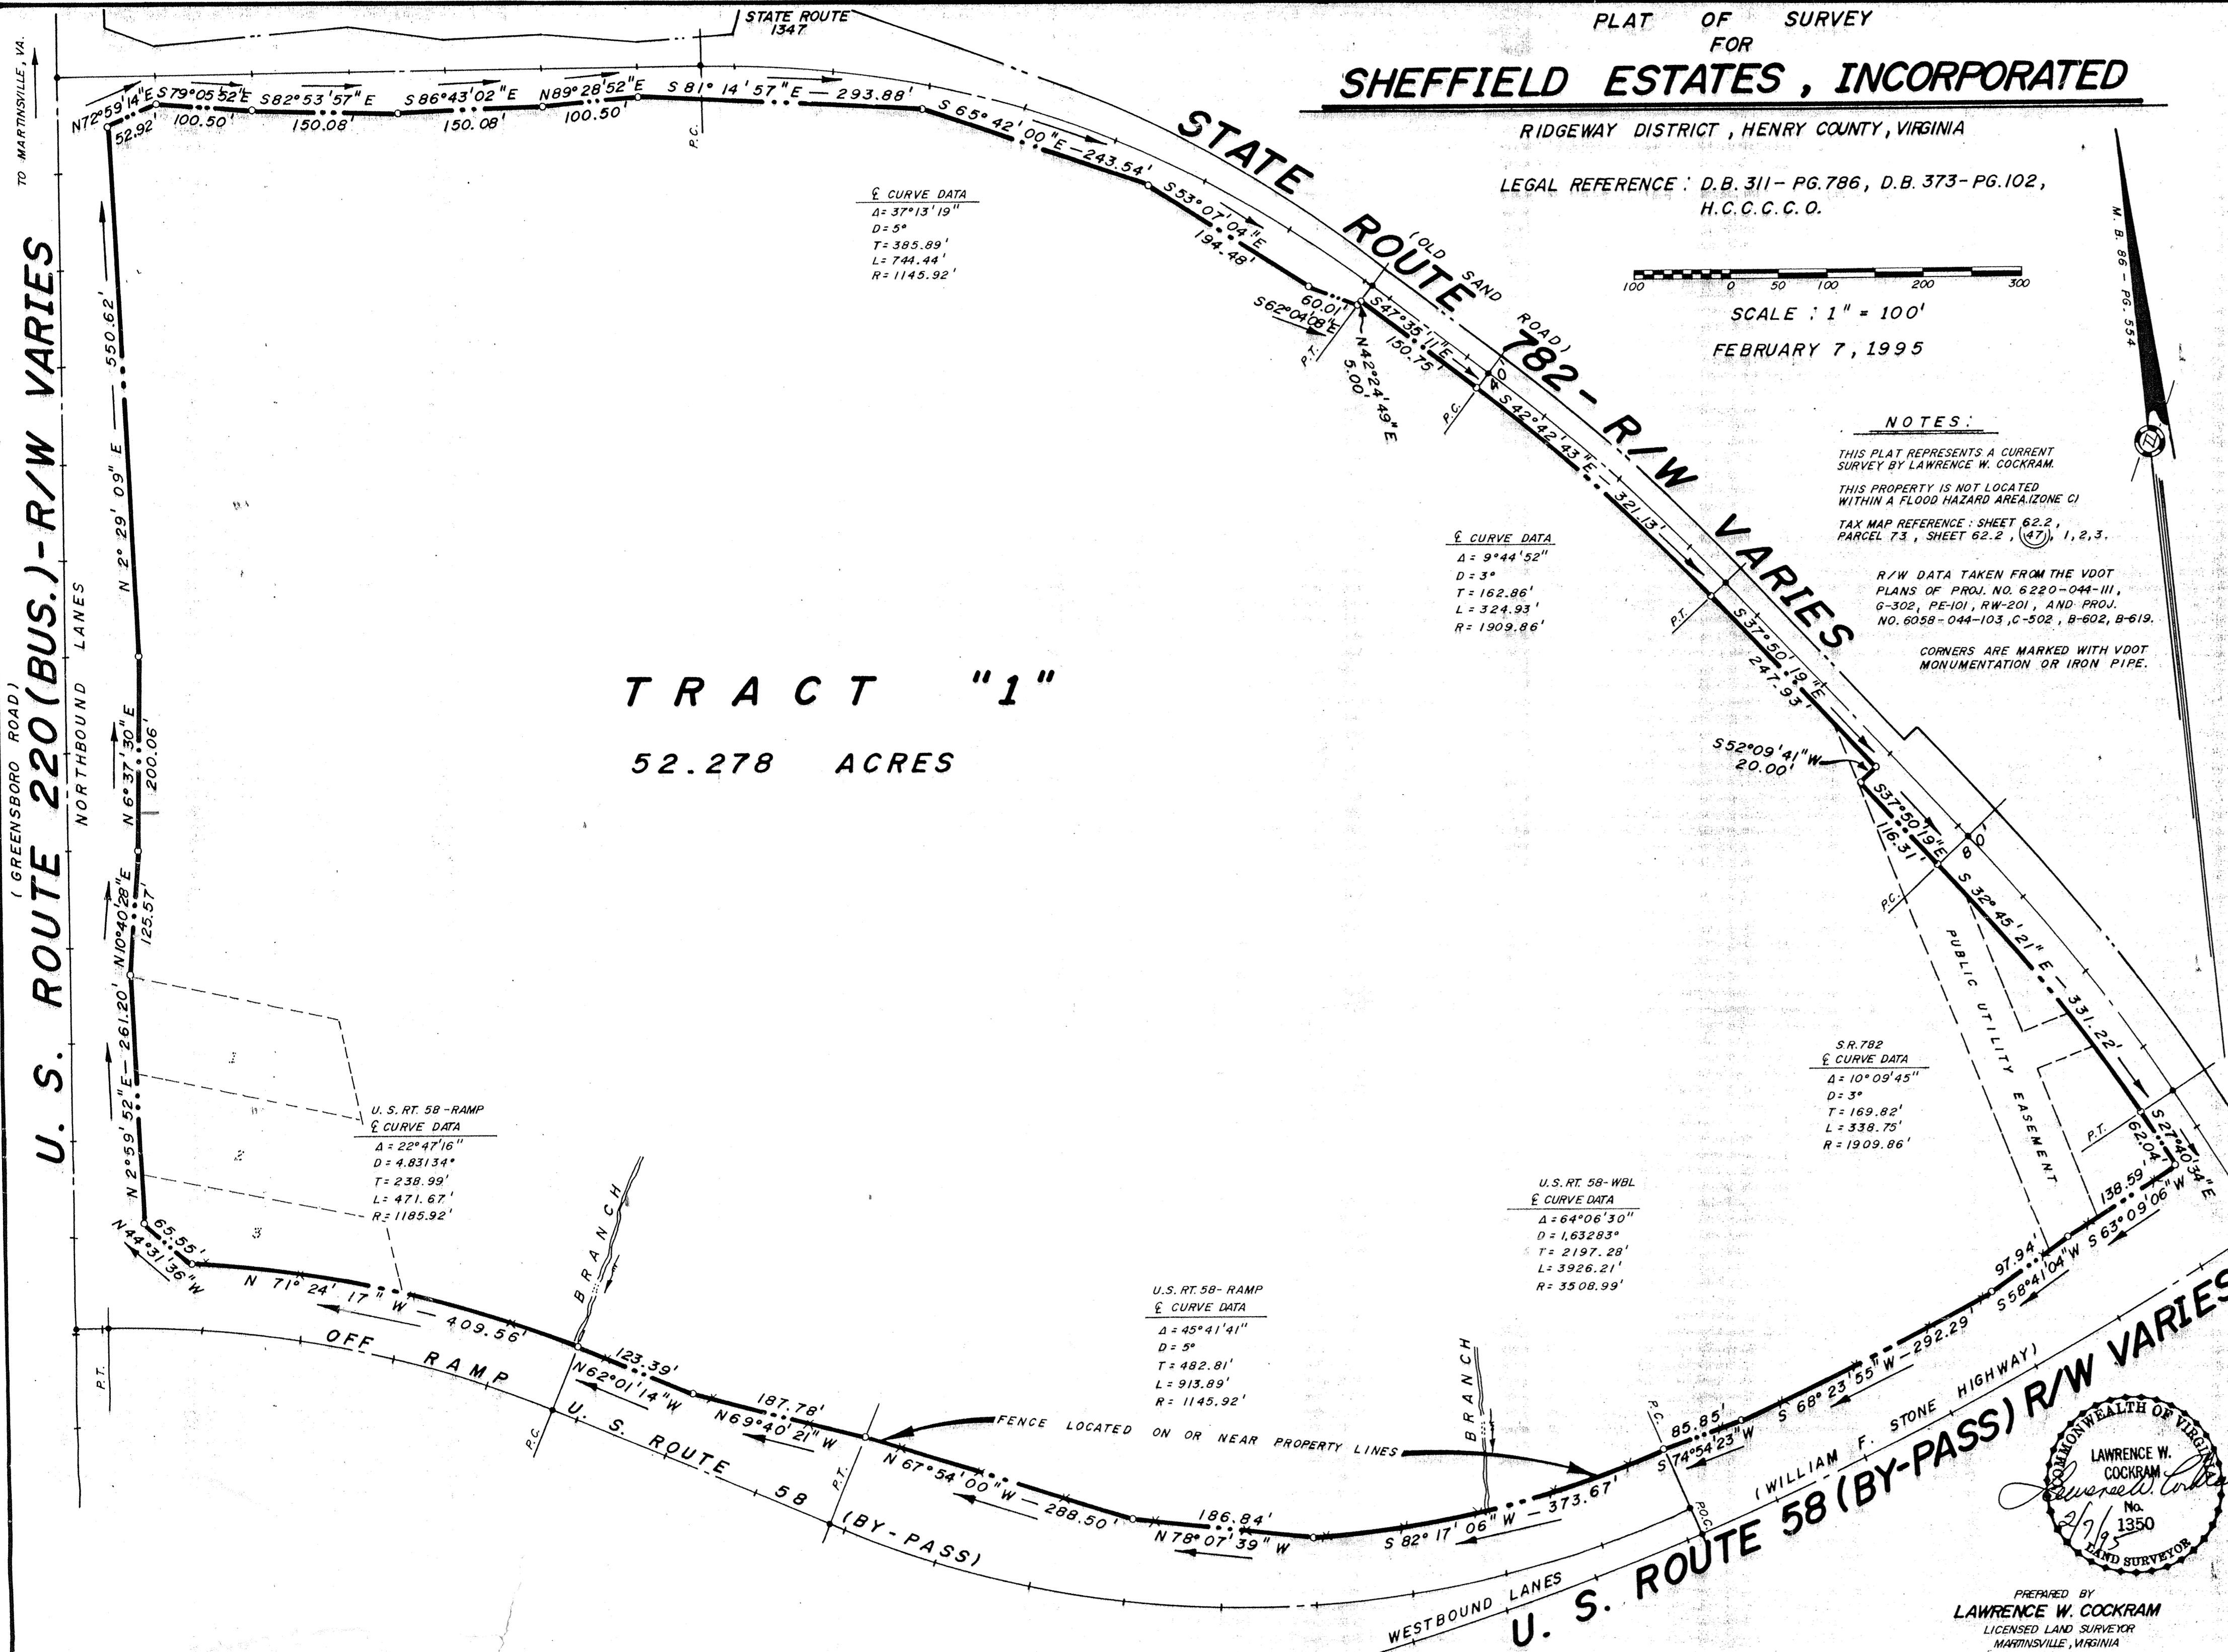 PLAT OF SURVEY
FOR
SHEFFIELD ESTATES, INCORPORATED
RIDGEWAY DISTRICT, HENRY COUNTY, VIRGINIA
LEGAL REFERENCE: D.B. 311-PG.786, D.B. 373-PG.102,
H.C.C.C.C.O.
100 0 50 100 200 300
SCALE : 1" = 100'
FEBRUARY 7, 1995
M. B. 86 - PG. 554
NOTES:
THIS PLAT REPRESENTS A CURRENT
SURVEY BY LAWRENCE W. COCKRAM.
THIS PROPERTY IS NOT LOCATED
WITHIN A FLOOD HAZARD AREA.(ZONE C)
TAX MAP REFERENCE: SHEET 62.2,
PARCEL 73, SHEET 62.2, (47), 1,2,3.
R/W DATA TAKEN FROM THE VDOT
PLANS OF PROJ. NO. 6220-044-111,
G-302, PE-101, RW-201, AND PROJ.
NO. 6058-044-103, C-502, B-602, B-619.
CORNERS ARE MARKED WITH VDOT
MONUMENTATION OR IRON PIPE.
TO MARTINSVILLE, VA.
STATE ROUTE
1347
N72°59'14"E
52.92'
S79°05'52"E
100.50'
S82°53'57"E
150.08'
S86°43'02"E
150.08'
N89°28'52"E
100.50'
S 81° 14' 57"E — 293.88'
P.C.
S 65° 42' 00"E — 243.54'
S53°07'04"E
194.48'
60.01'
S62°04'08"E
P.T.
N42°24'49"E
5.00'
S47°35'11"E
150.75'
P.C.
40
S 42°42'43"E — 321.13'
P.T.
S37°50'19"E
247.93'
S52°09'41"W
20.00'
S37°50'19"E
116.31'
80
P.C.
S 32° 45' 21" E — 331.22'
P.T.
S27°40'34"E
62.04'
STATE ROUTE 782 - R/W VARIES
(OLD SAND ROAD)
℄ CURVE DATA
Δ= 37°13'19"
D= 5°
T= 385.89'
L= 744.44'
R= 1145.92'
℄ CURVE DATA
Δ = 9°44'52"
D = 3°
T = 162.86'
L = 324.93'
R= 1909.86'
TRACT "1"
52.278 ACRES
(GREENSBORO ROAD)
U. S. ROUTE 220 (BUS.) - R/W VARIES
NORTHBOUND LANES
N 2° 29' 09" E — 550.62'
N 6°37'30"E
200.06'
N10°40'28"E
125.57'
N 2°59'52"E — 261.20'
1
2
3
65.55'
N44°31'36"W
U. S. RT. 58 - RAMP
℄ CURVE DATA
Δ = 22°47'16"
D = 4.83134°
T= 238.99'
L= 471.67'
R= 1185.92'
S.R.782
℄ CURVE DATA
Δ= 10°09'45"
D= 3°
T= 169.82'
L= 338.75'
R= 1909.86'
PUBLIC UTILITY EASEMENT
U.S. RT. 58-WBL
℄ CURVE DATA
Δ=64°06'30"
D= 1.63283°
T= 2197.28'
L= 3926.21'
R= 3508.99'
U.S. RT. 58- RAMP
℄ CURVE DATA
Δ= 45°41'41"
D= 5°
T= 482.81'
L= 913.89'
R= 1145.92'
BRANCH
BRANCH
138.59'
S 63°09'06"W
97.94'
S58°41'04"W
S 68° 23'55"W — 292.29'
85.85'
S 74°54'23"W
P.C.
P.O.C.
S 82° 17' 06" W — 373.67'
186.84'
N 78°07'39" W
N 67°54'00"W — 288.50'
FENCE LOCATED ON OR NEAR PROPERTY LINES
187.78'
N69°40'21"W
123.39'
N62°01'14"W
N 71° 24' 17" W — 409.56'
P.T.
P.C.
P.T.
OFF RAMP
U. S. ROUTE 58 (BY-PASS)
WESTBOUND LANES
(WILLIAM F. STONE HIGHWAY)
U. S. ROUTE 58 (BY-PASS) R/W VARIES
COMMONWEALTH OF VIRGINIA
LAWRENCE W.
COCKRAM
Lawrence W. Cockram
No.
1350
2/7/95
LAND SURVEYOR
PREPARED BY
LAWRENCE W. COCKRAM
LICENSED LAND SURVEYOR
MARTINSVILLE, VIRGINIA